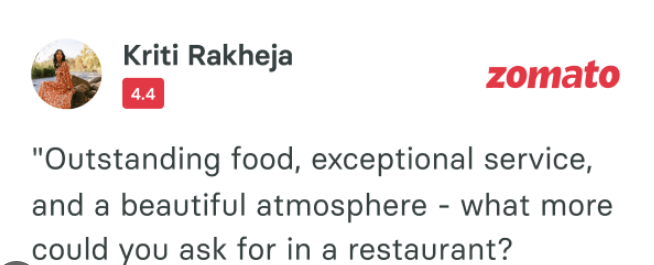 Kriti Rakheja
4.4
zomato
"Outstanding food, exceptional service,
and a beautiful atmosphere - what more
could you ask for in a restaurant?